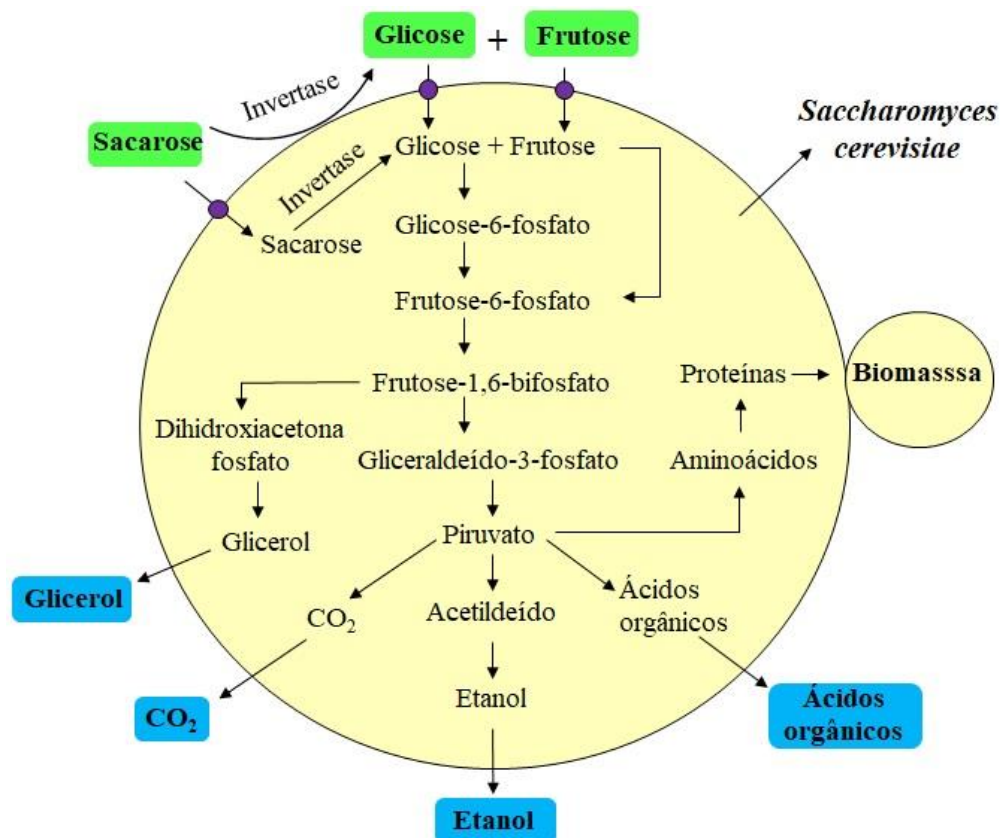 Glicose + Frutose
Invertase
Sacarose
Saccharomyces
cerevisiae
Glicose + Frutose
Invertase
Sacarose
Glicose-6-fosfato
Frutose-6-fosfato
Frutose-1,6-bifosfato
Proteínas
Biomasssa
Dihidroxiacetona
fosfato
Gliceraldeído-3-fosfato
Aminoácidos
Glicerol
Piruvato
Glicerol
CO₂
Acetildeído
Ácidos
orgânicos
Etanol
CO₂
Ácidos
orgânicos
Etanol